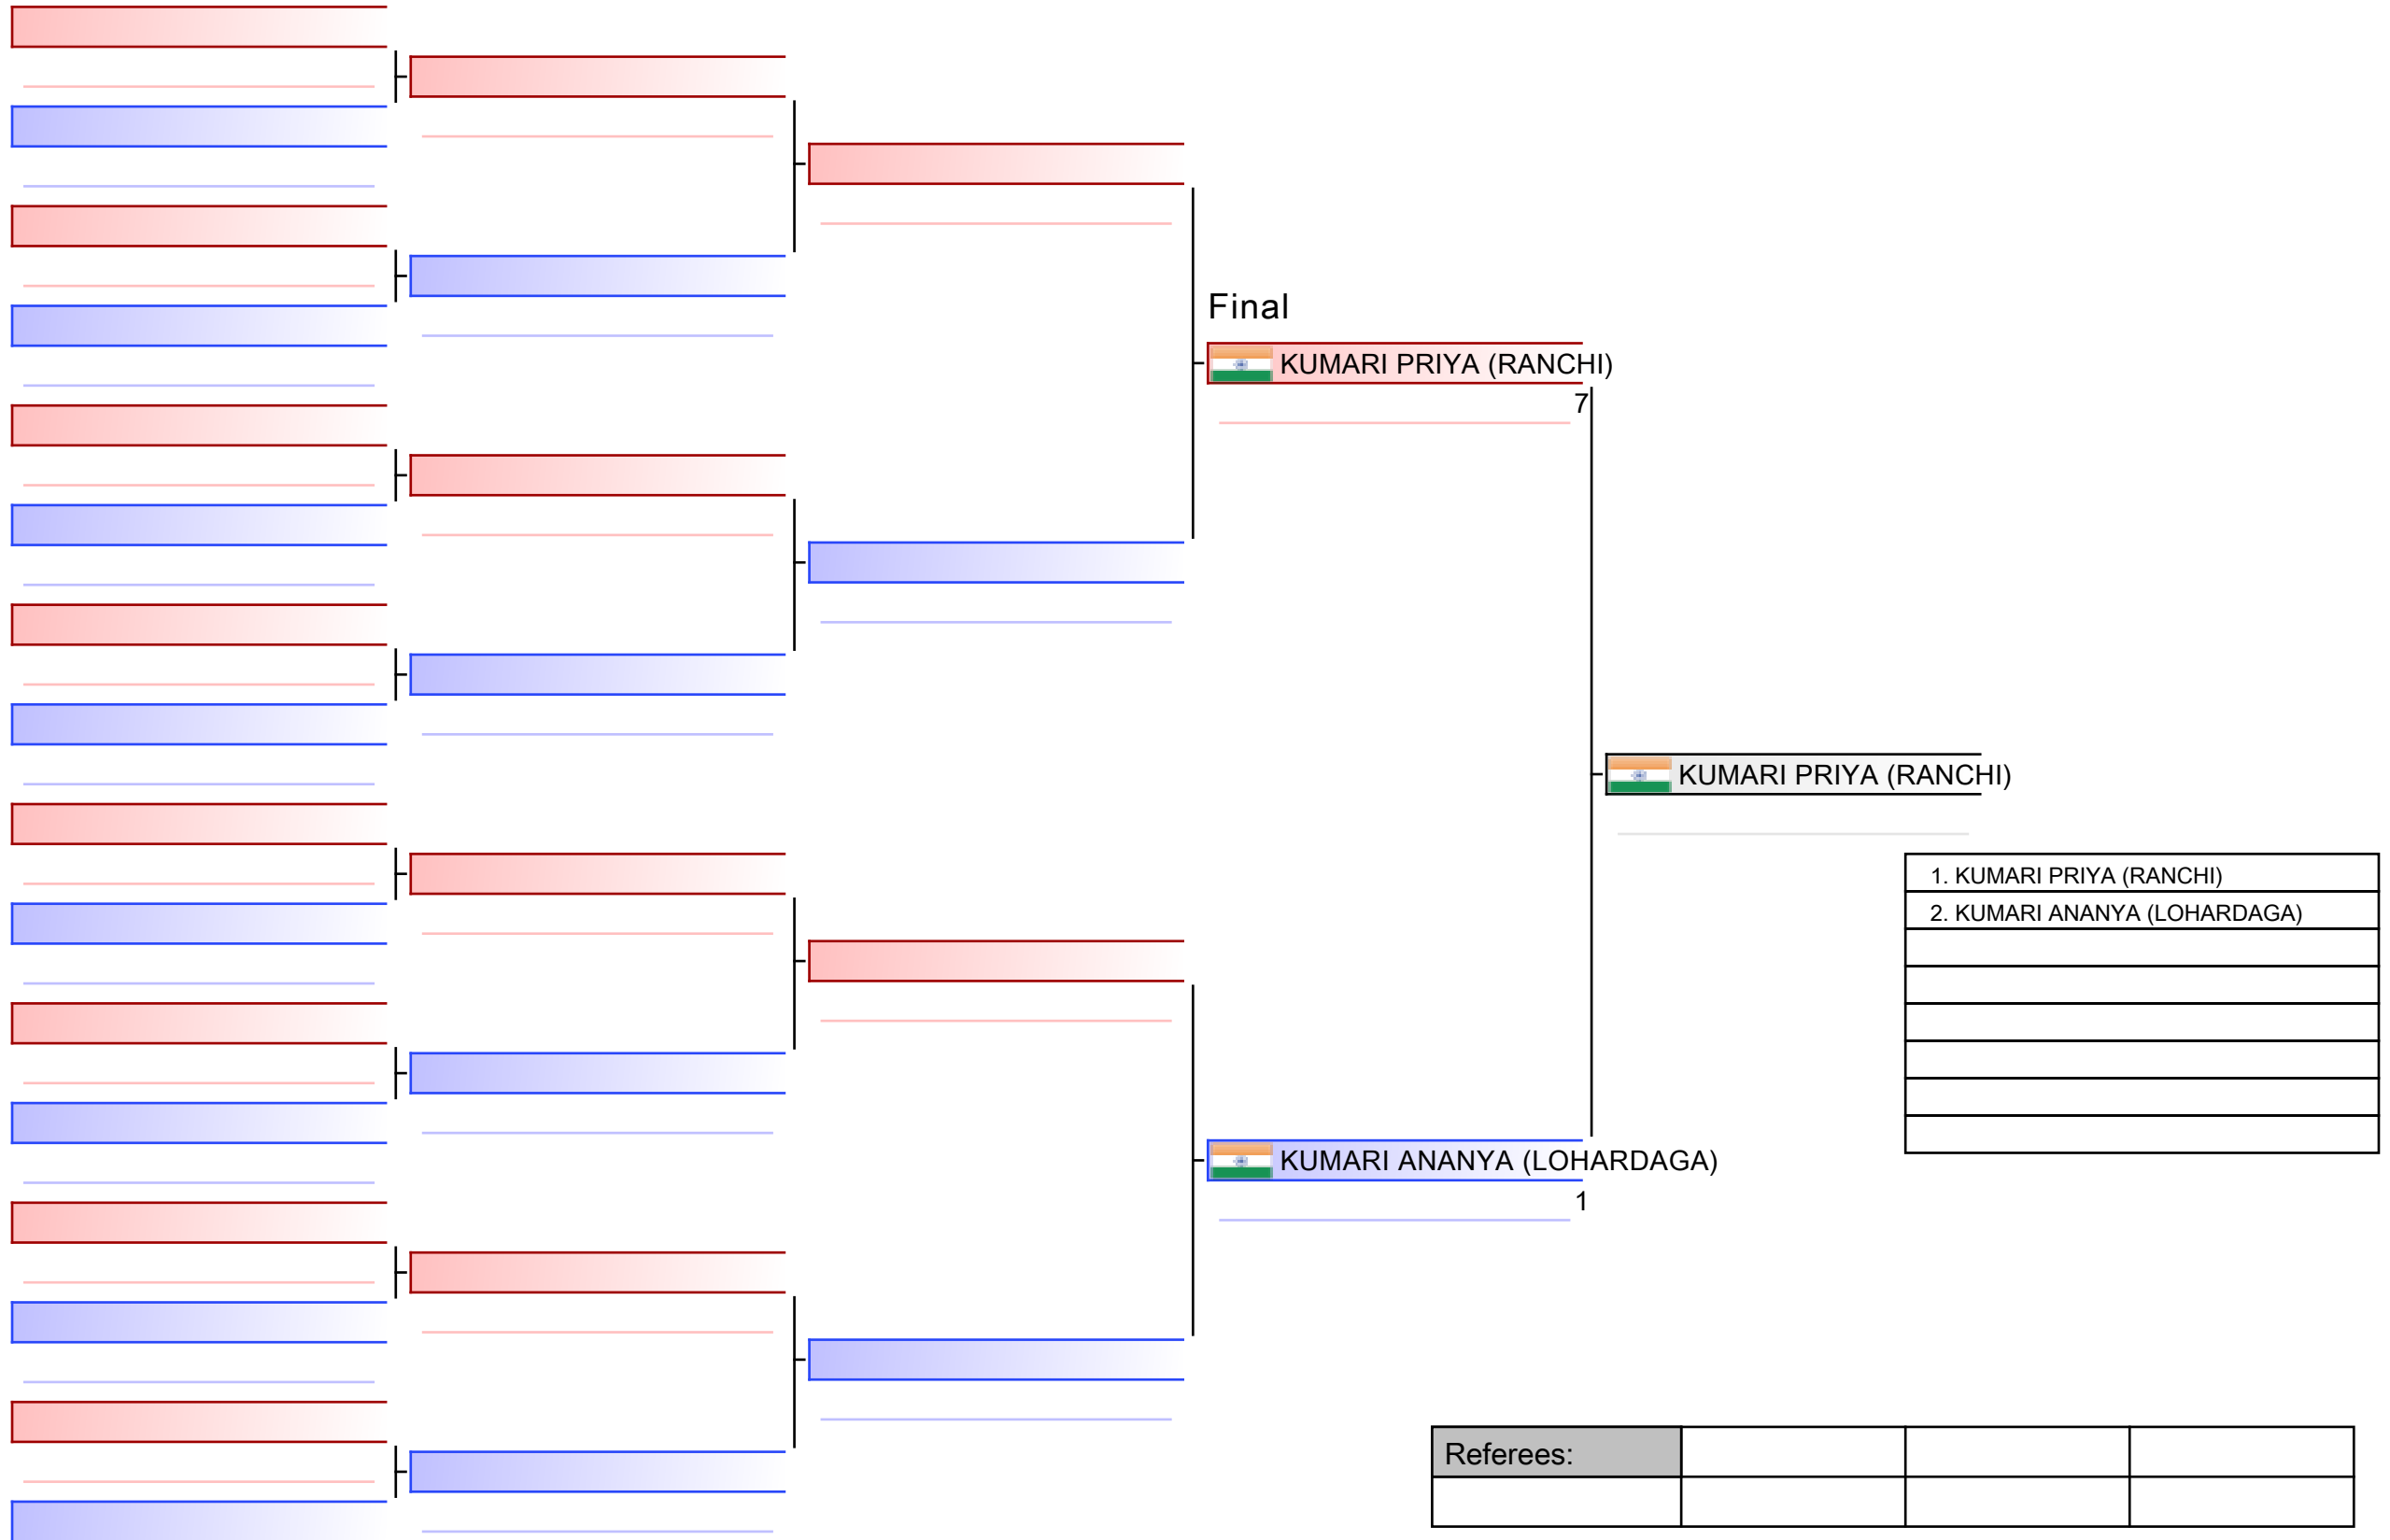 Final
KUMARI PRIYA (RANCHI)
7
KUMARI PRIYA (RANCHI)
1. KUMARI PRIYA (RANCHI)
2. KUMARI ANANYA (LOHARDAGA)
KUMARI ANANYA (LOHARDAGA)
1
Referees: